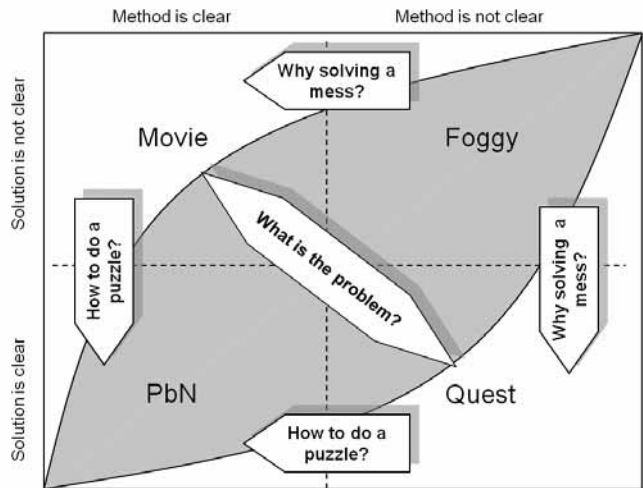 Method is clear
Method is not clear
Solution is not clear
Solution is clear
Why solving a
mess?
Movie
Foggy
How to do a
puzzle?
What is the problem?
Why solving a
mess?
PbN
Quest
How to do a
puzzle?